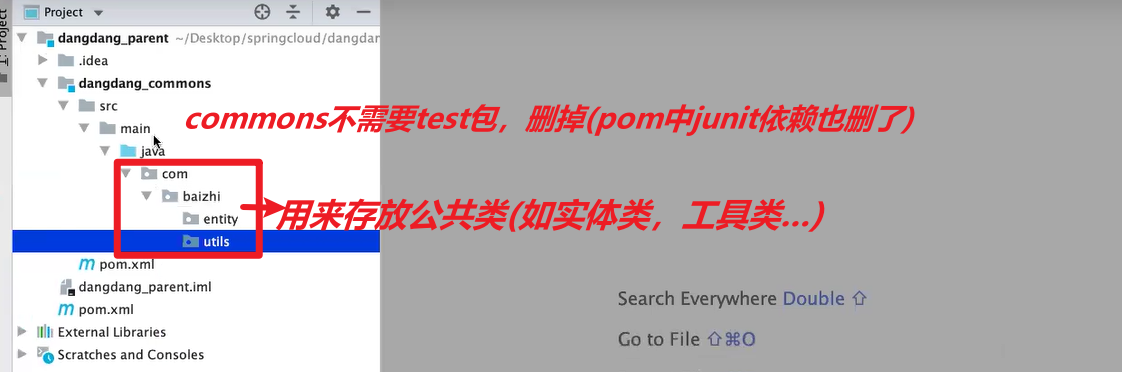 1: Project
Project
dangdang_parent ~/Desktop/springcloud/dangdan
.idea
dangdang_commons
src
main
commons不需要test包，删掉(pom中junit依赖也删了)
java
com
baizhi
entity
用来存放公共类(如实体类，工具类...)
utils
pom.xml
dangdang_parent.iml
Search Everywhere Double ⇧
pom.xml
External Libraries
Go to File ⇧⌘O
Scratches and Consoles